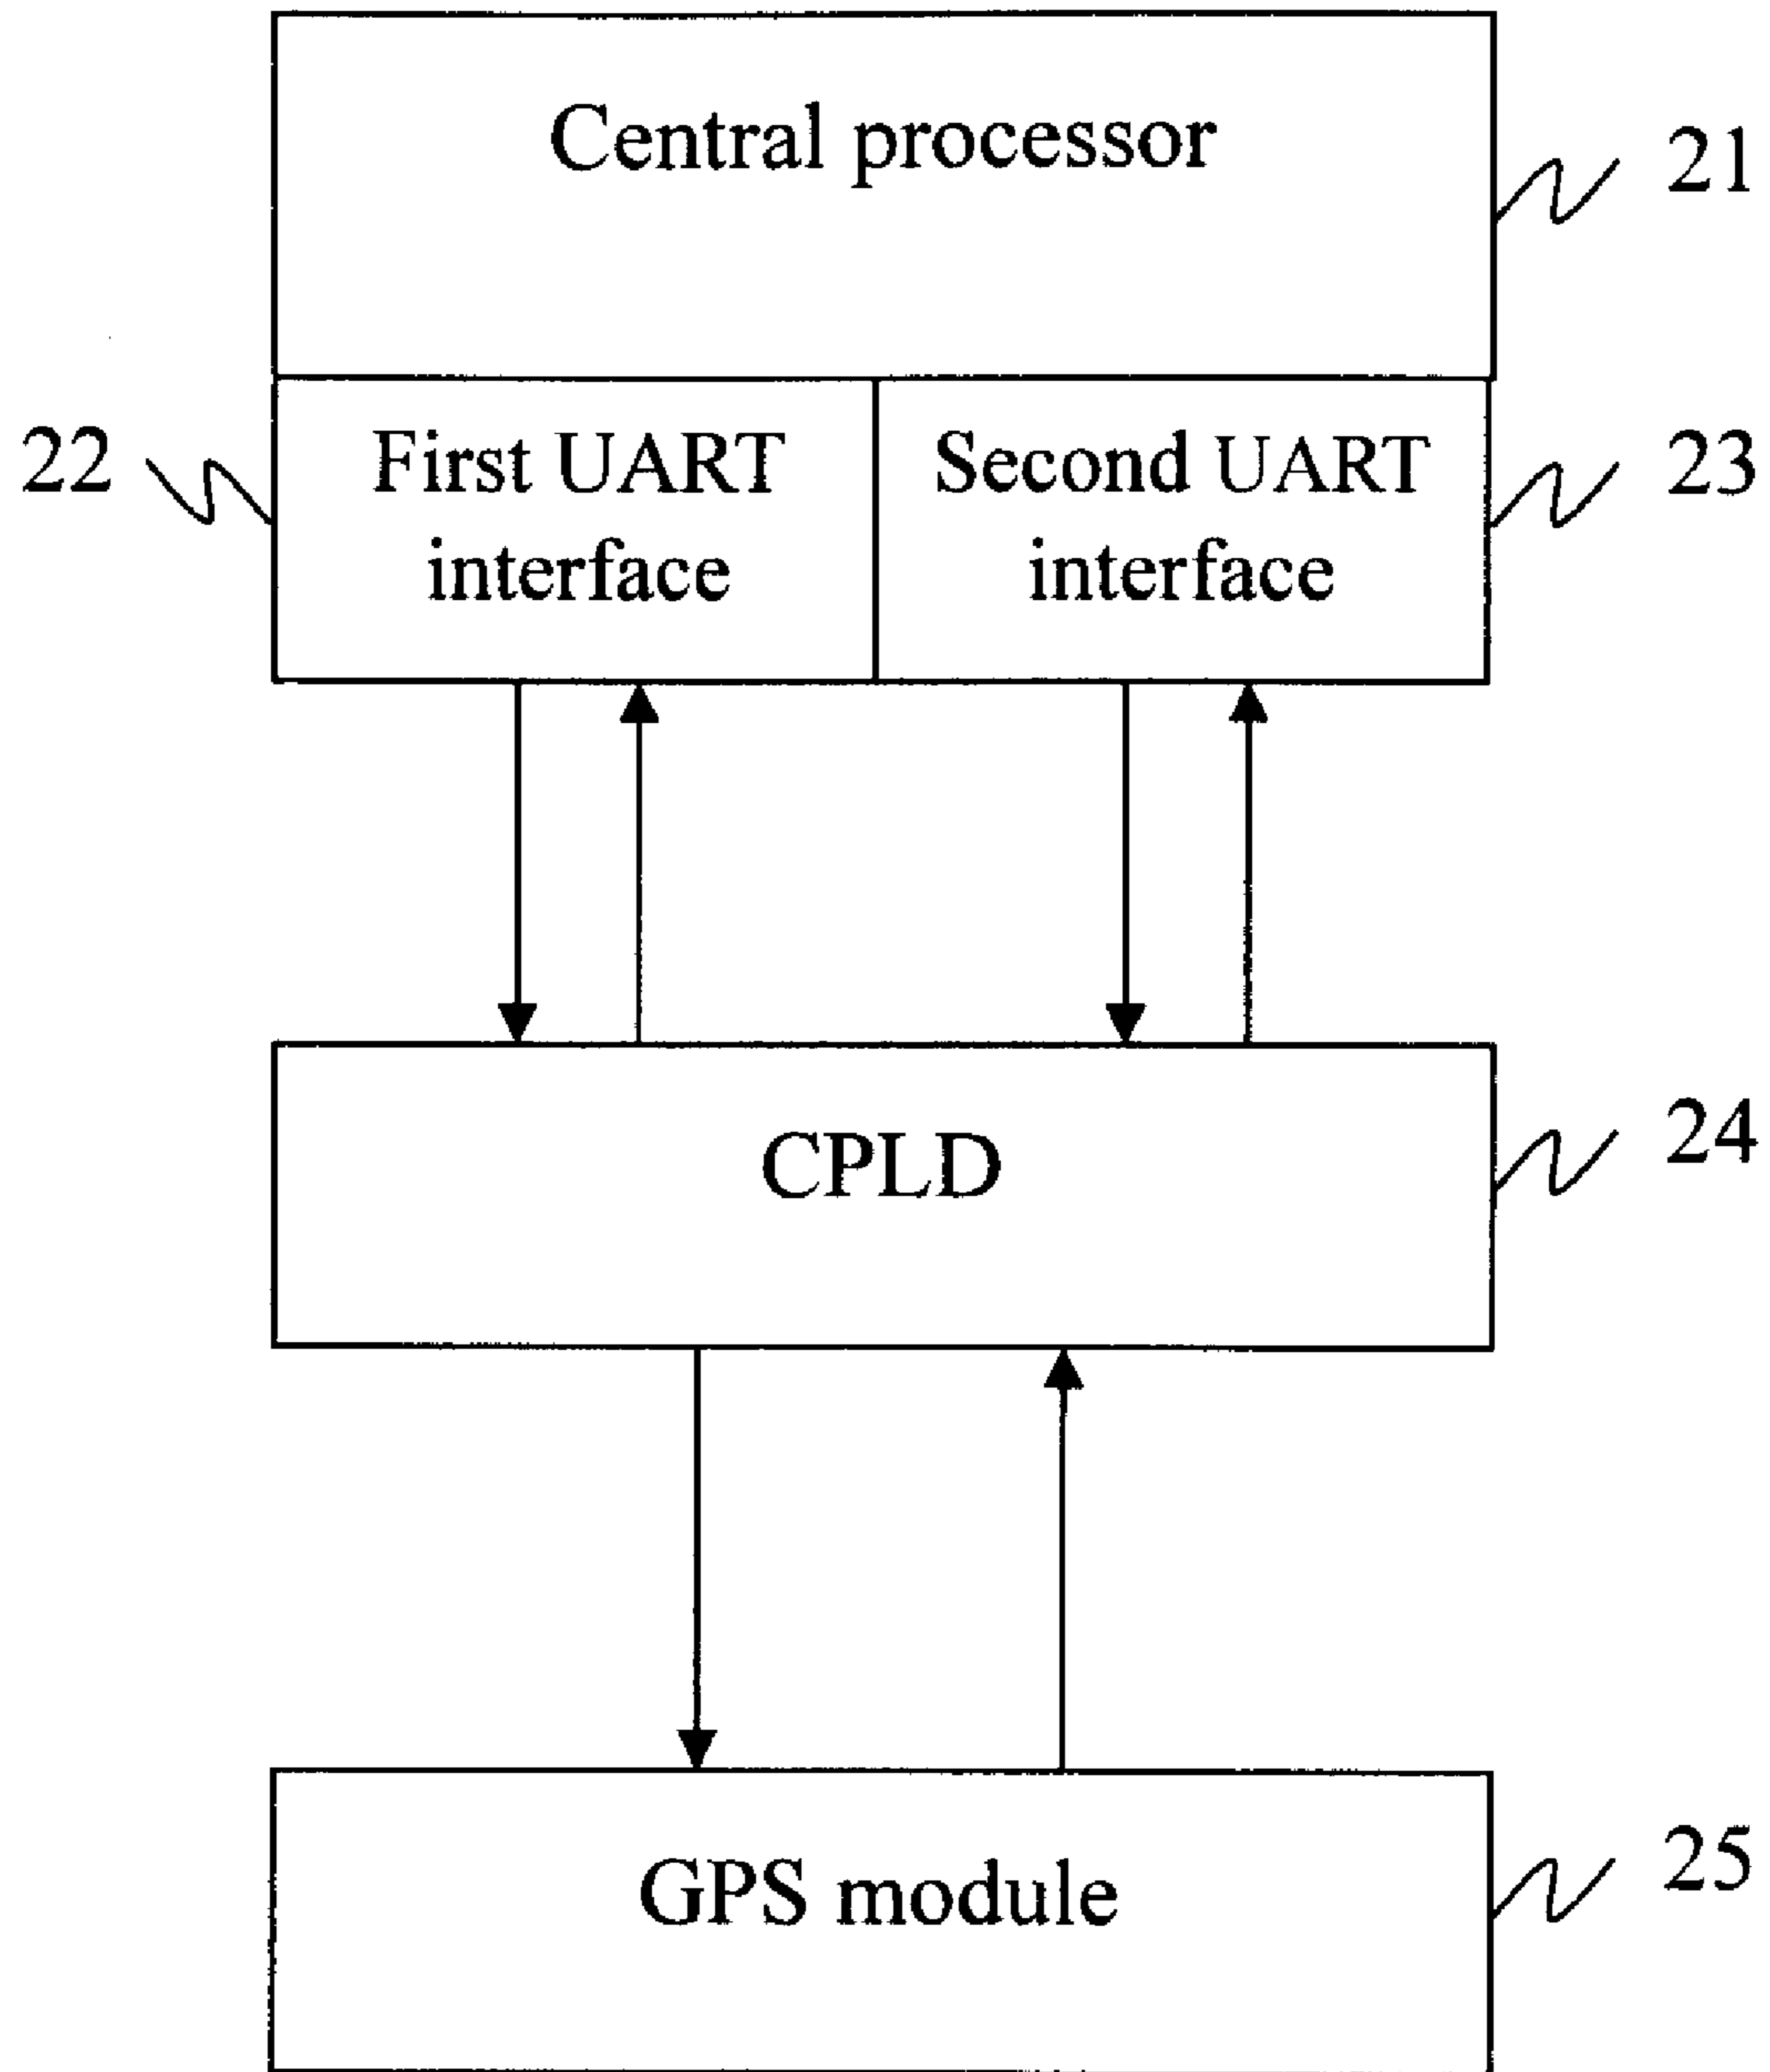 Central processor
21
22
First UART
interface
Second UART
interface
23
CPLD
24
GPS module
25